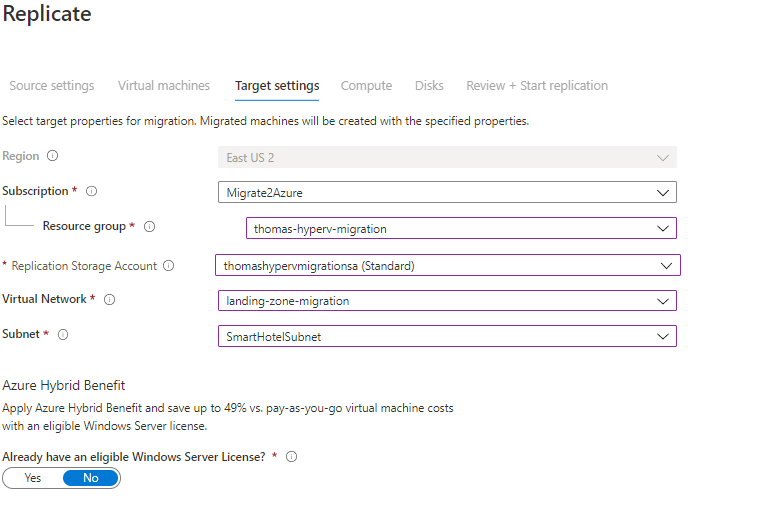 Replicate
Source settings Virtual machines Target settings Compute Disks Review + Start replication
Select target properties for migration. Migrated machines will be created with the specified properties.
Region East US 2
Subscription * Migrate2Azure
Resource group * thomas-hyperv-migration
* Replication Storage Account thomashypervmigrationsa (Standard)
Virtual Network * landing-zone-migration
Subnet * SmartHotelSubnet
Azure Hybrid Benefit
Apply Azure Hybrid Benefit and save up to 49% vs. pay-as-you-go virtual machine costs
with an eligible Windows Server license.
Already have an eligible Windows Server License? *
Yes No